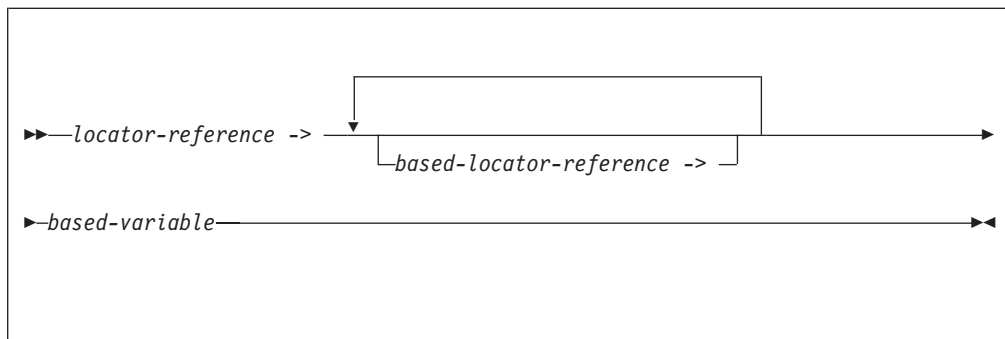 locator-reference ->
based-locator-reference ->
based-variable